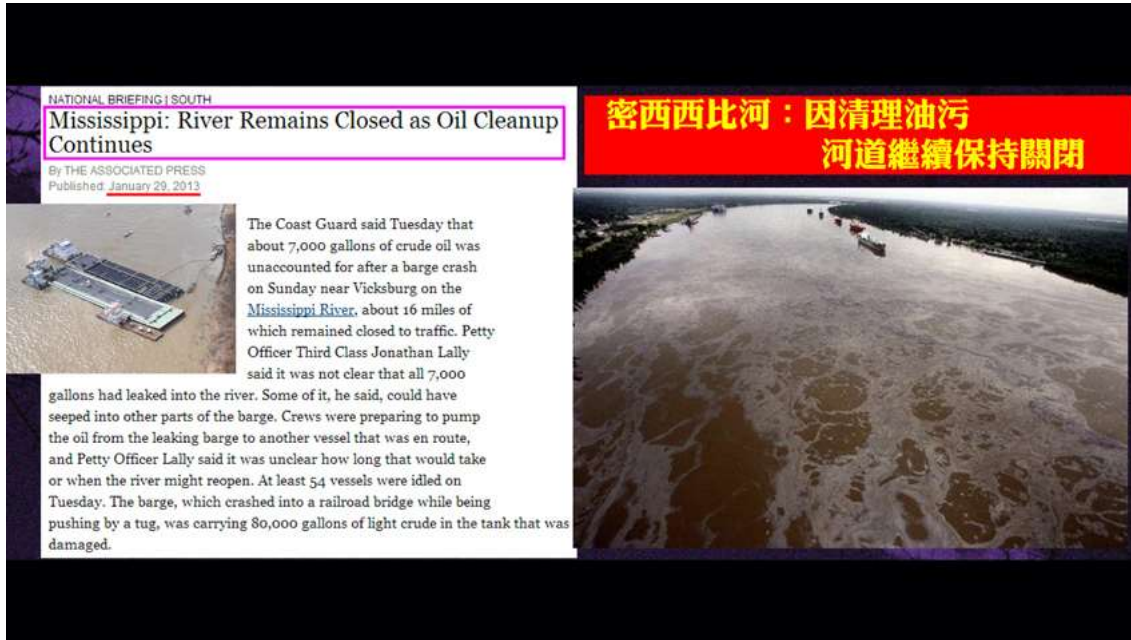 NATIONAL BRIEFING | SOUTH
Mississippi: River Remains Closed as Oil Cleanup
Continues
By THE ASSOCIATED PRESS
Published: January 29, 2013
The Coast Guard said Tuesday that
about 7,000 gallons of crude oil was
unaccounted for after a barge crash
on Sunday near Vicksburg on the
Mississippi River, about 16 miles of
which remained closed to traffic. Petty
Officer Third Class Jonathan Lally
said it was not clear that all 7,000
gallons had leaked into the river. Some of it, he said, could have
seeped into other parts of the barge. Crews were preparing to pump
the oil from the leaking barge to another vessel that was en route,
and Petty Officer Lally said it was unclear how long that would take
or when the river might reopen. At least 54 vessels were idled on
Tuesday. The barge, which crashed into a railroad bridge while being
pushing by a tug, was carrying 80,000 gallons of light crude in the tank that was
damaged.
密西西比河：因清理油污
河道繼續保持關閉